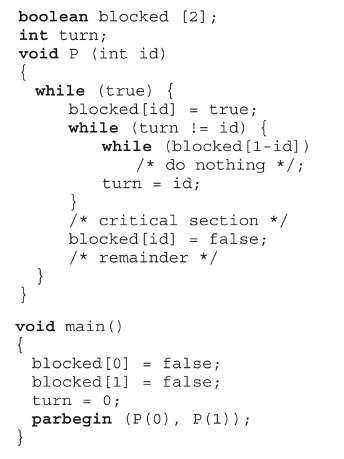 boolean blocked [2];
int turn;
void P (int id)
{
while (true) {
blocked[id] = true;
while (turn != id) {
while (blocked[1-id])
/* do nothing */;
turn = id;
}
/* critical section */
blocked[id] = false;
/* remainder */
}
}
void main()
{
blocked[0] = false;
blocked[1] = false;
turn = 0;
parbegin (P(0), P(1));
}